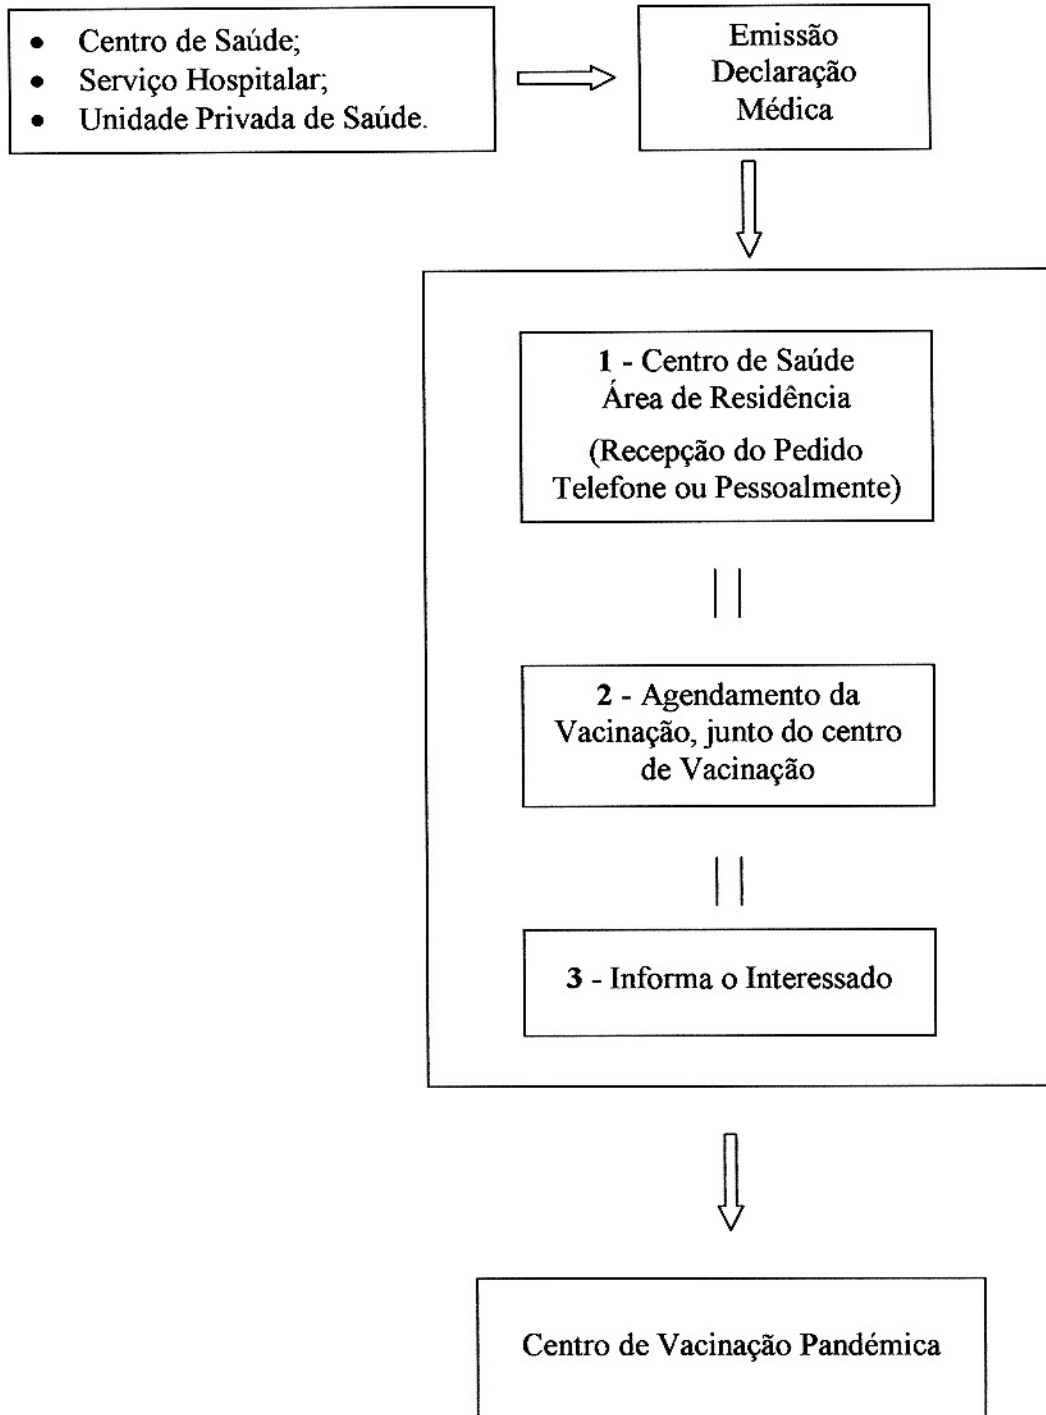 • Centro de Saúde;
• Serviço Hospitalar;
• Unidade Privada de Saúde.
Emissão
Declaração
Médica
1 - Centro de Saúde
Área de Residência
(Recepção do Pedido
Telefone ou Pessoalmente)
2 - Agendamento da
Vacinação, junto do centro
de Vacinação
3 - Informa o Interessado
Centro de Vacinação Pandémica